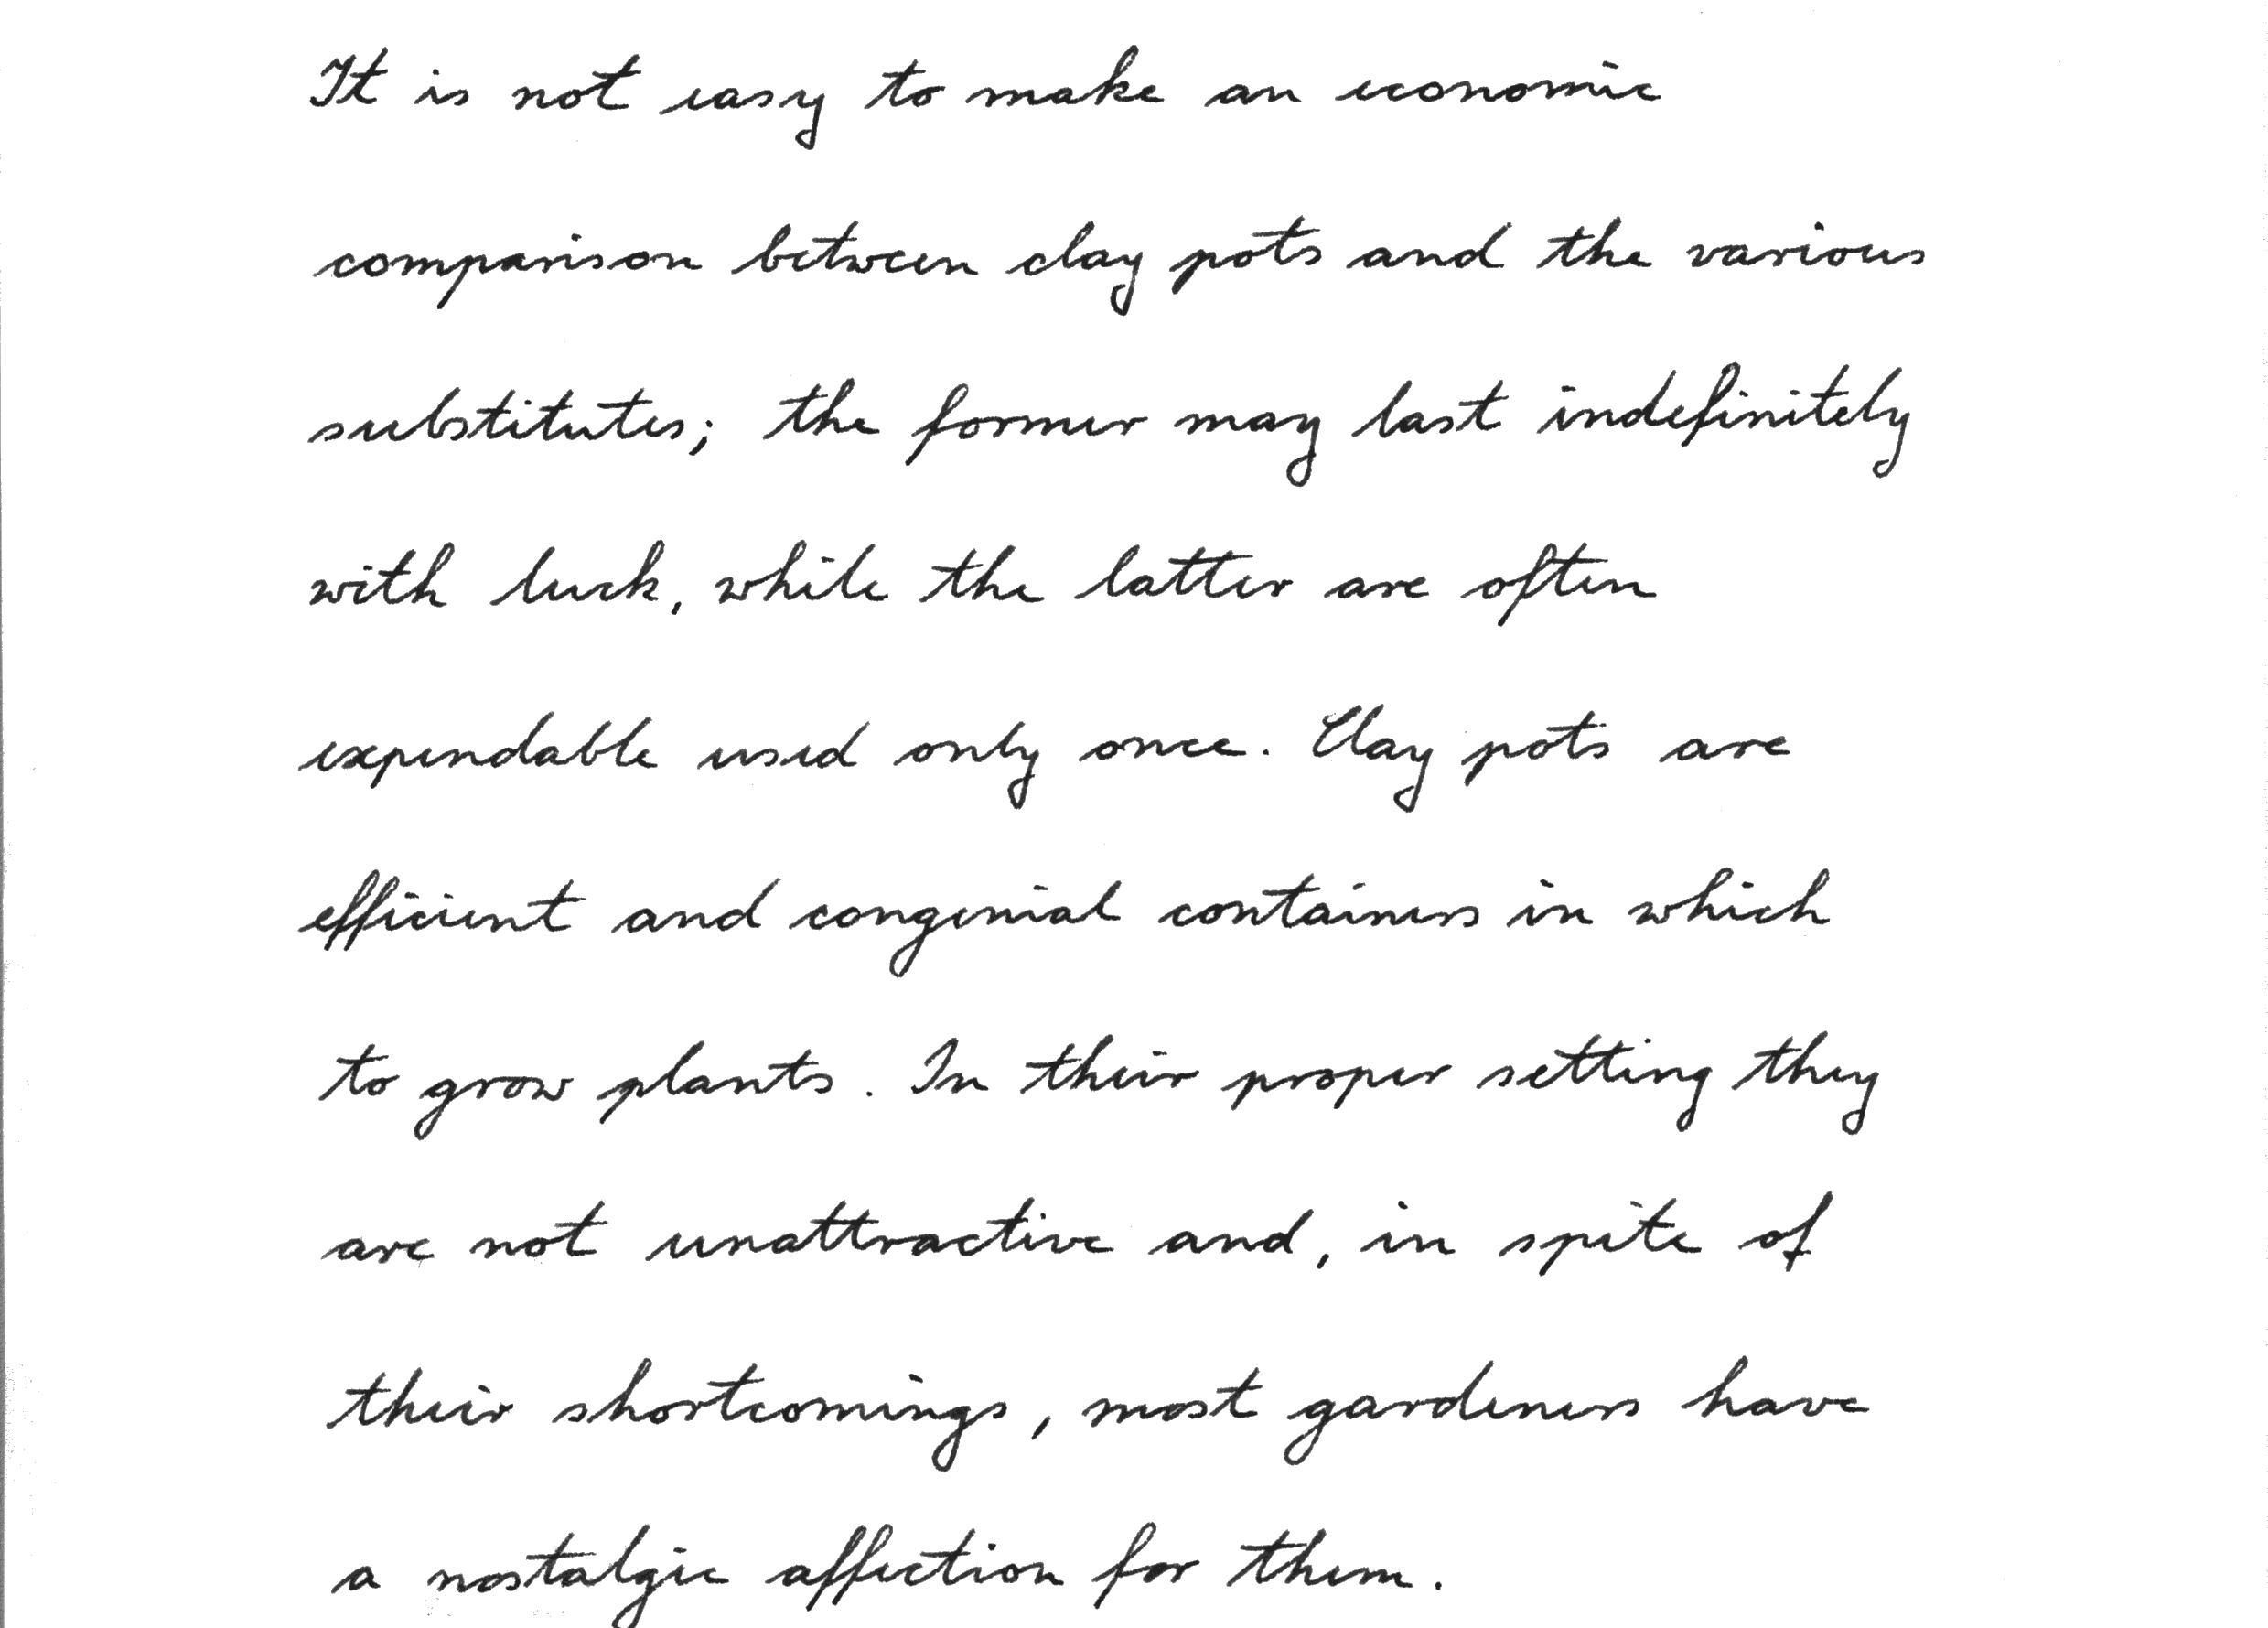 It is not easy to make an economic
comparison between clay pots and the various
substitutes; the former may last indefinitely
with luck, while the latter are often
expendable used only once. Clay pots are
efficient and congenial containers in which
to grow plants. In their proper setting they
are not unattractive and, in spite of
their shortcomings, most gardeners have
a nostalgic affection for them.